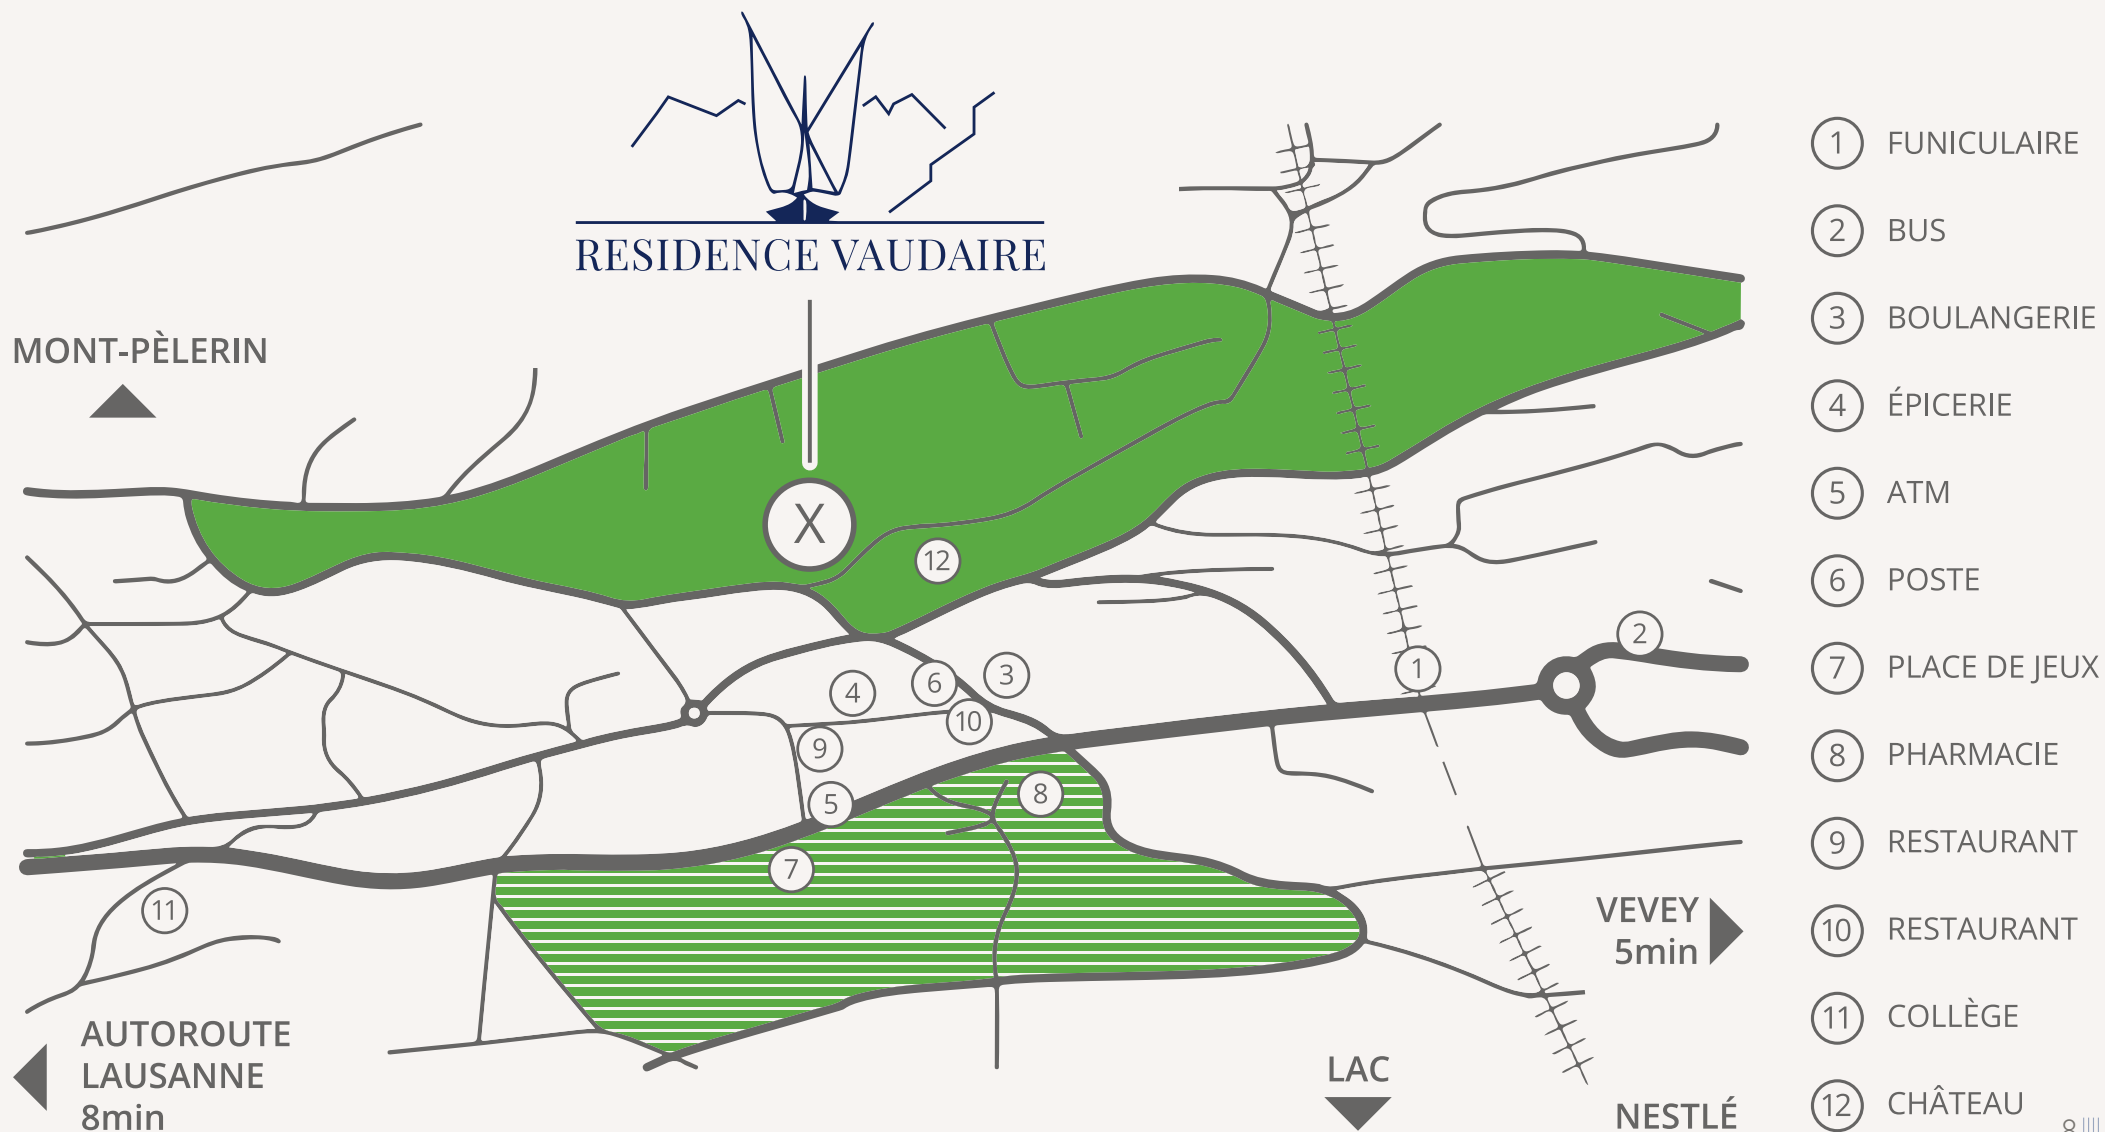 RESIDENCE VAUDAIRE
MONT-PÈLERIN
X
12
1
2
3
6
4
10
9
5
8
7
11
VEVEY
5min
AUTOROUTE
LAUSANNE
8min
LAC
NESTLÉ
1 FUNICULAIRE
2 BUS
3 BOULANGERIE
4 ÉPICERIE
5 ATM
6 POSTE
7 PLACE DE JEUX
8 PHARMACIE
9 RESTAURANT
10 RESTAURANT
11 COLLÈGE
12 CHÂTEAU
8